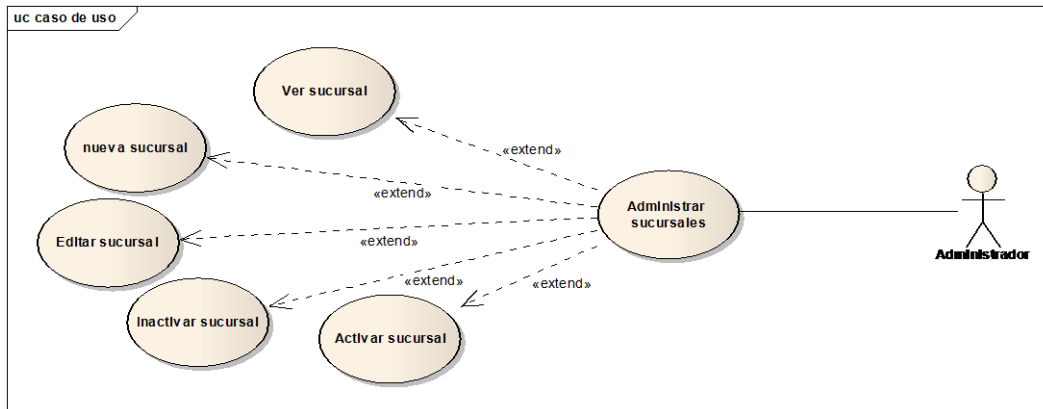 uc caso de uso
Ver sucursal
nueva sucursal
«extend»
«extend»
Administrar
sucursales
Editar sucursal
«extend»
Administrador
Inactivar sucursal
«extend»
«extend»
Activar sucursal